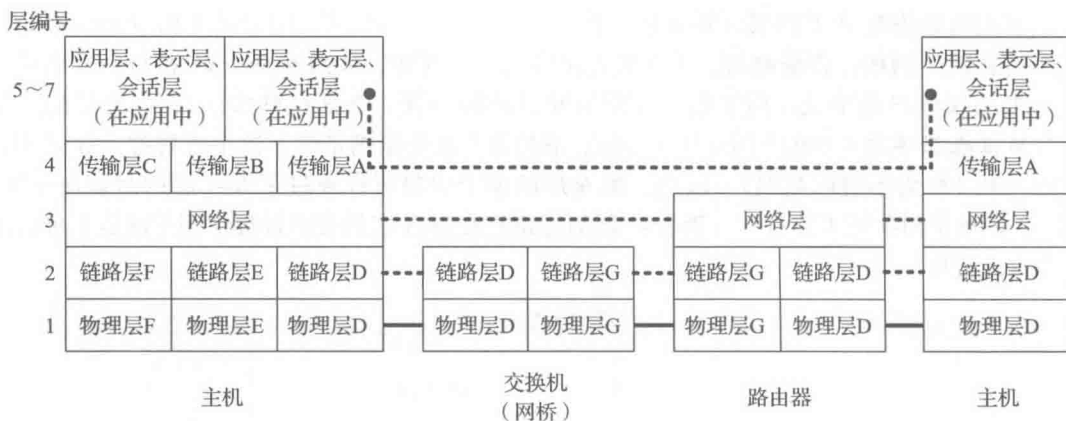 层编号
应用层、表示层、 应用层、表示层、 应用层、表示层、
5～7 会话层 会话层 会话层
（在应用中） （在应用中） （在应用中）
4 传输层C 传输层B 传输层A 传输层A
3 网络层 网络层 网络层
2 链路层F 链路层E 链路层D 链路层D 链路层G 链路层G 链路层D 链路层D
1 物理层F 物理层E 物理层D 物理层D 物理层G 物理层G 物理层D 物理层D
主机 交换机 路由器 主机
（网桥）